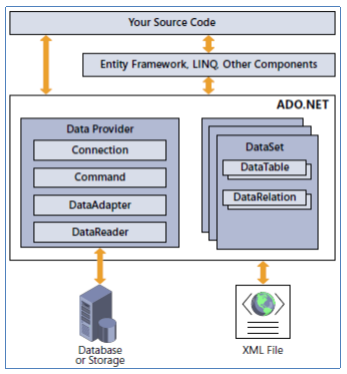 Your Source Code
Entity Framework, LINQ, Other Components
ADO.NET
Data Provider
Connection
Command
DataAdapter
DataReader
DataSet
DataTable
DataRelation
Database
or Storage
XML File